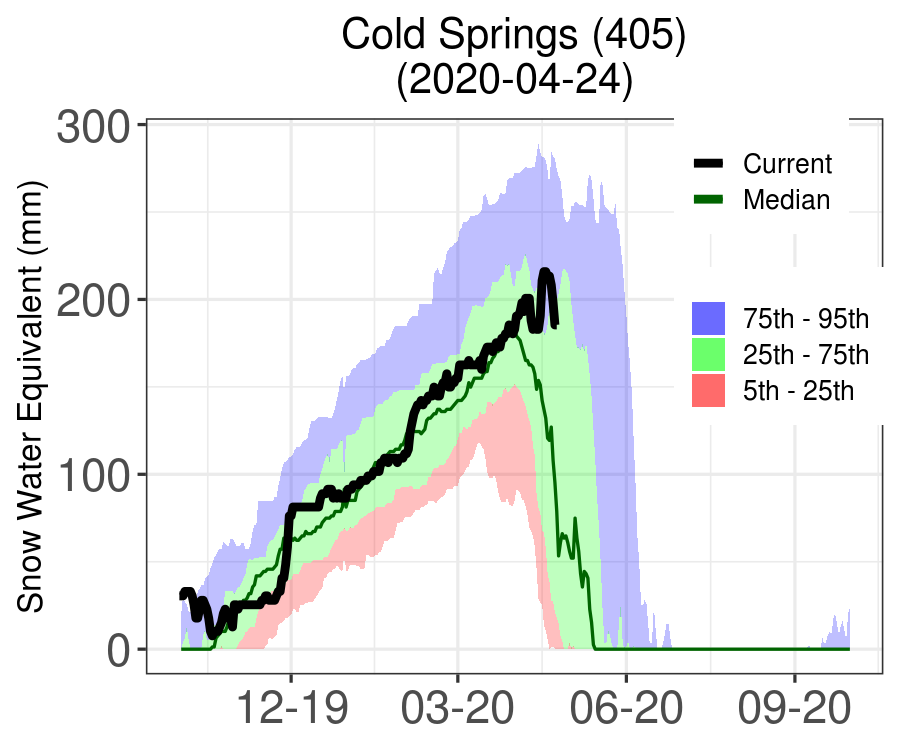 Cold Springs (405)
(2020-04-24)
Snow Water Equivalent (mm)
300
200
100
0
12-19
03-20
06-20
09-20
Current
Median
75th - 95th
25th - 75th
5th - 25th